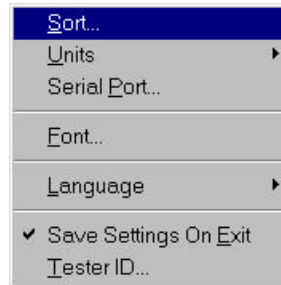 Sort...
Units
Serial Port...
Font...
Language
Save Settings On Exit
Tester ID...